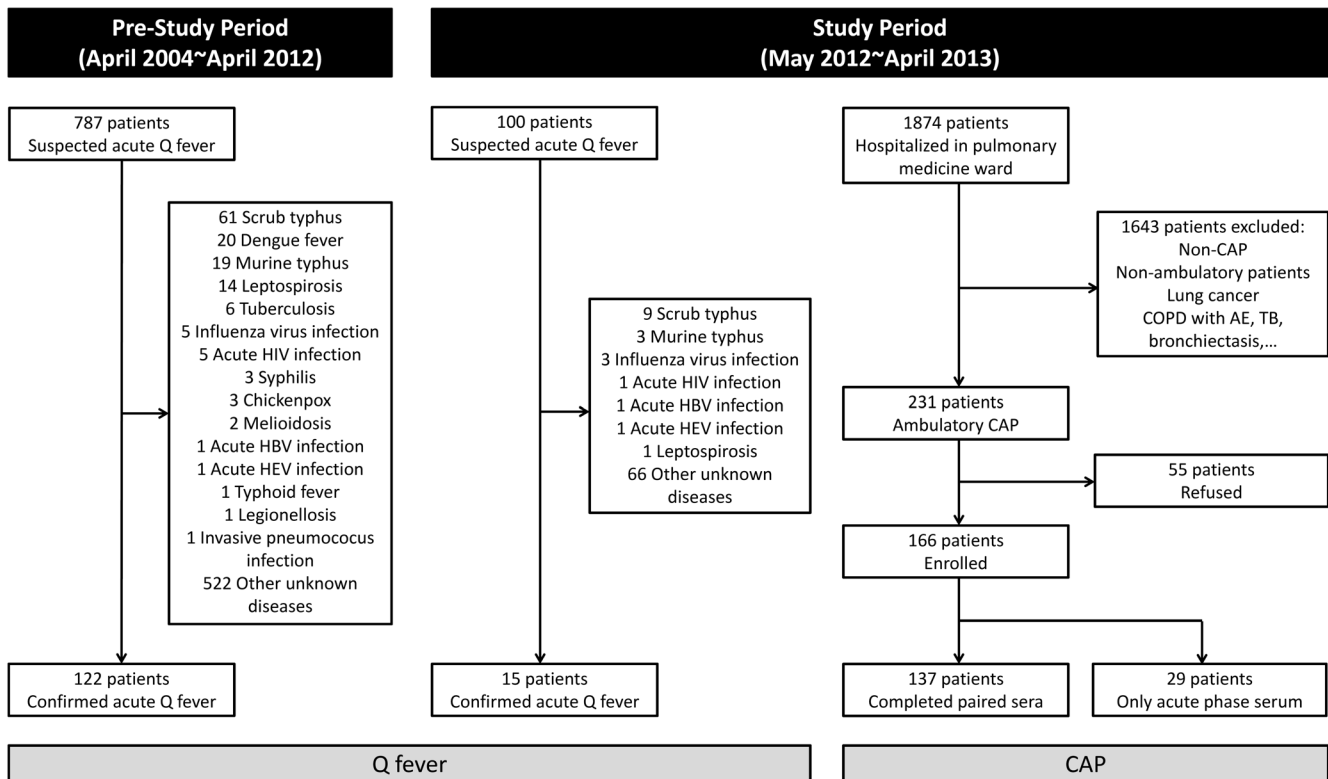 Pre-Study Period
(April 2004~April 2012)
Study Period
(May 2012~April 2013)
787 patients
Suspected acute Q fever
61 Scrub typhus
20 Dengue fever
19 Murine typhus
14 Leptospirosis
6 Tuberculosis
5 Influenza virus infection
5 Acute HIV infection
3 Syphilis
3 Chickenpox
2 Melioidosis
1 Acute HBV infection
1 Acute HEV infection
1 Typhoid fever
1 Legionellosis
1 Invasive pneumococus
infection
522 Other unknown
diseases
122 patients
Confirmed acute Q fever
100 patients
Suspected acute Q fever
9 Scrub typhus
3 Murine typhus
3 Influenza virus infection
1 Acute HIV infection
1 Acute HBV infection
1 Acute HEV infection
1 Leptospirosis
66 Other unknown
diseases
15 patients
Confirmed acute Q fever
1874 patients
Hospitalized in pulmonary
medicine ward
1643 patients excluded:
Non-CAP
Non-ambulatory patients
Lung cancer
COPD with AE, TB,
bronchiectasis,...
231 patients
Ambulatory CAP
55 patients
Refused
166 patients
Enrolled
137 patients
Completed paired sera
29 patients
Only acute phase serum
Q fever
CAP